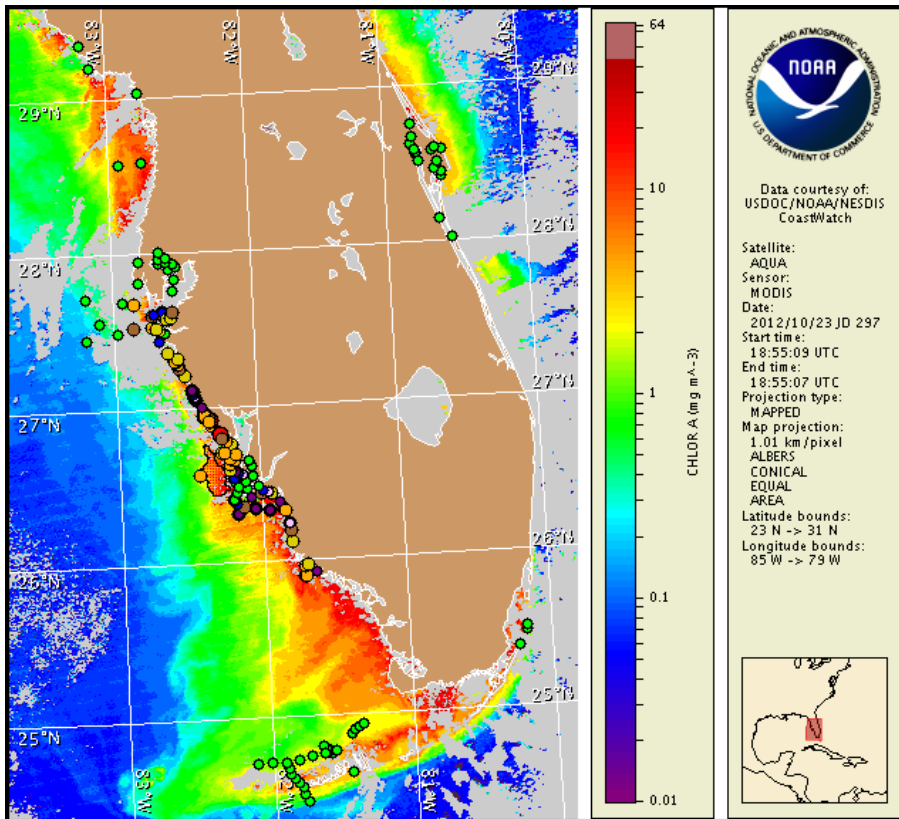 83°W
82°W
81°W
80°W
29°N
29°N
28°N
28°N
27°N
27°N
26°N
26°N
25°N
25°N
83°W
82°W
81°W
64
10
1
0.1
0.01
CHLOR A (mg m^-3)
NATIONAL OCEANIC AND ATMOSPHERIC ADMINISTRATION
NOAA
U.S. DEPARTMENT OF COMMERCE
Data courtesy of:
USDOC/NOAA/NESDIS
CoastWatch
Satellite:
AQUA
Sensor:
MODIS
Date:
2012/10/23 JD 297
Start time:
18:55:09 UTC
End time:
18:55:07 UTC
Projection type:
MAPPED
Map projection:
1.01 km/pixel
ALBERS
CONICAL
EQUAL
AREA
Latitude bounds:
23 N -> 31 N
Longitude bounds:
85 W -> 79 W